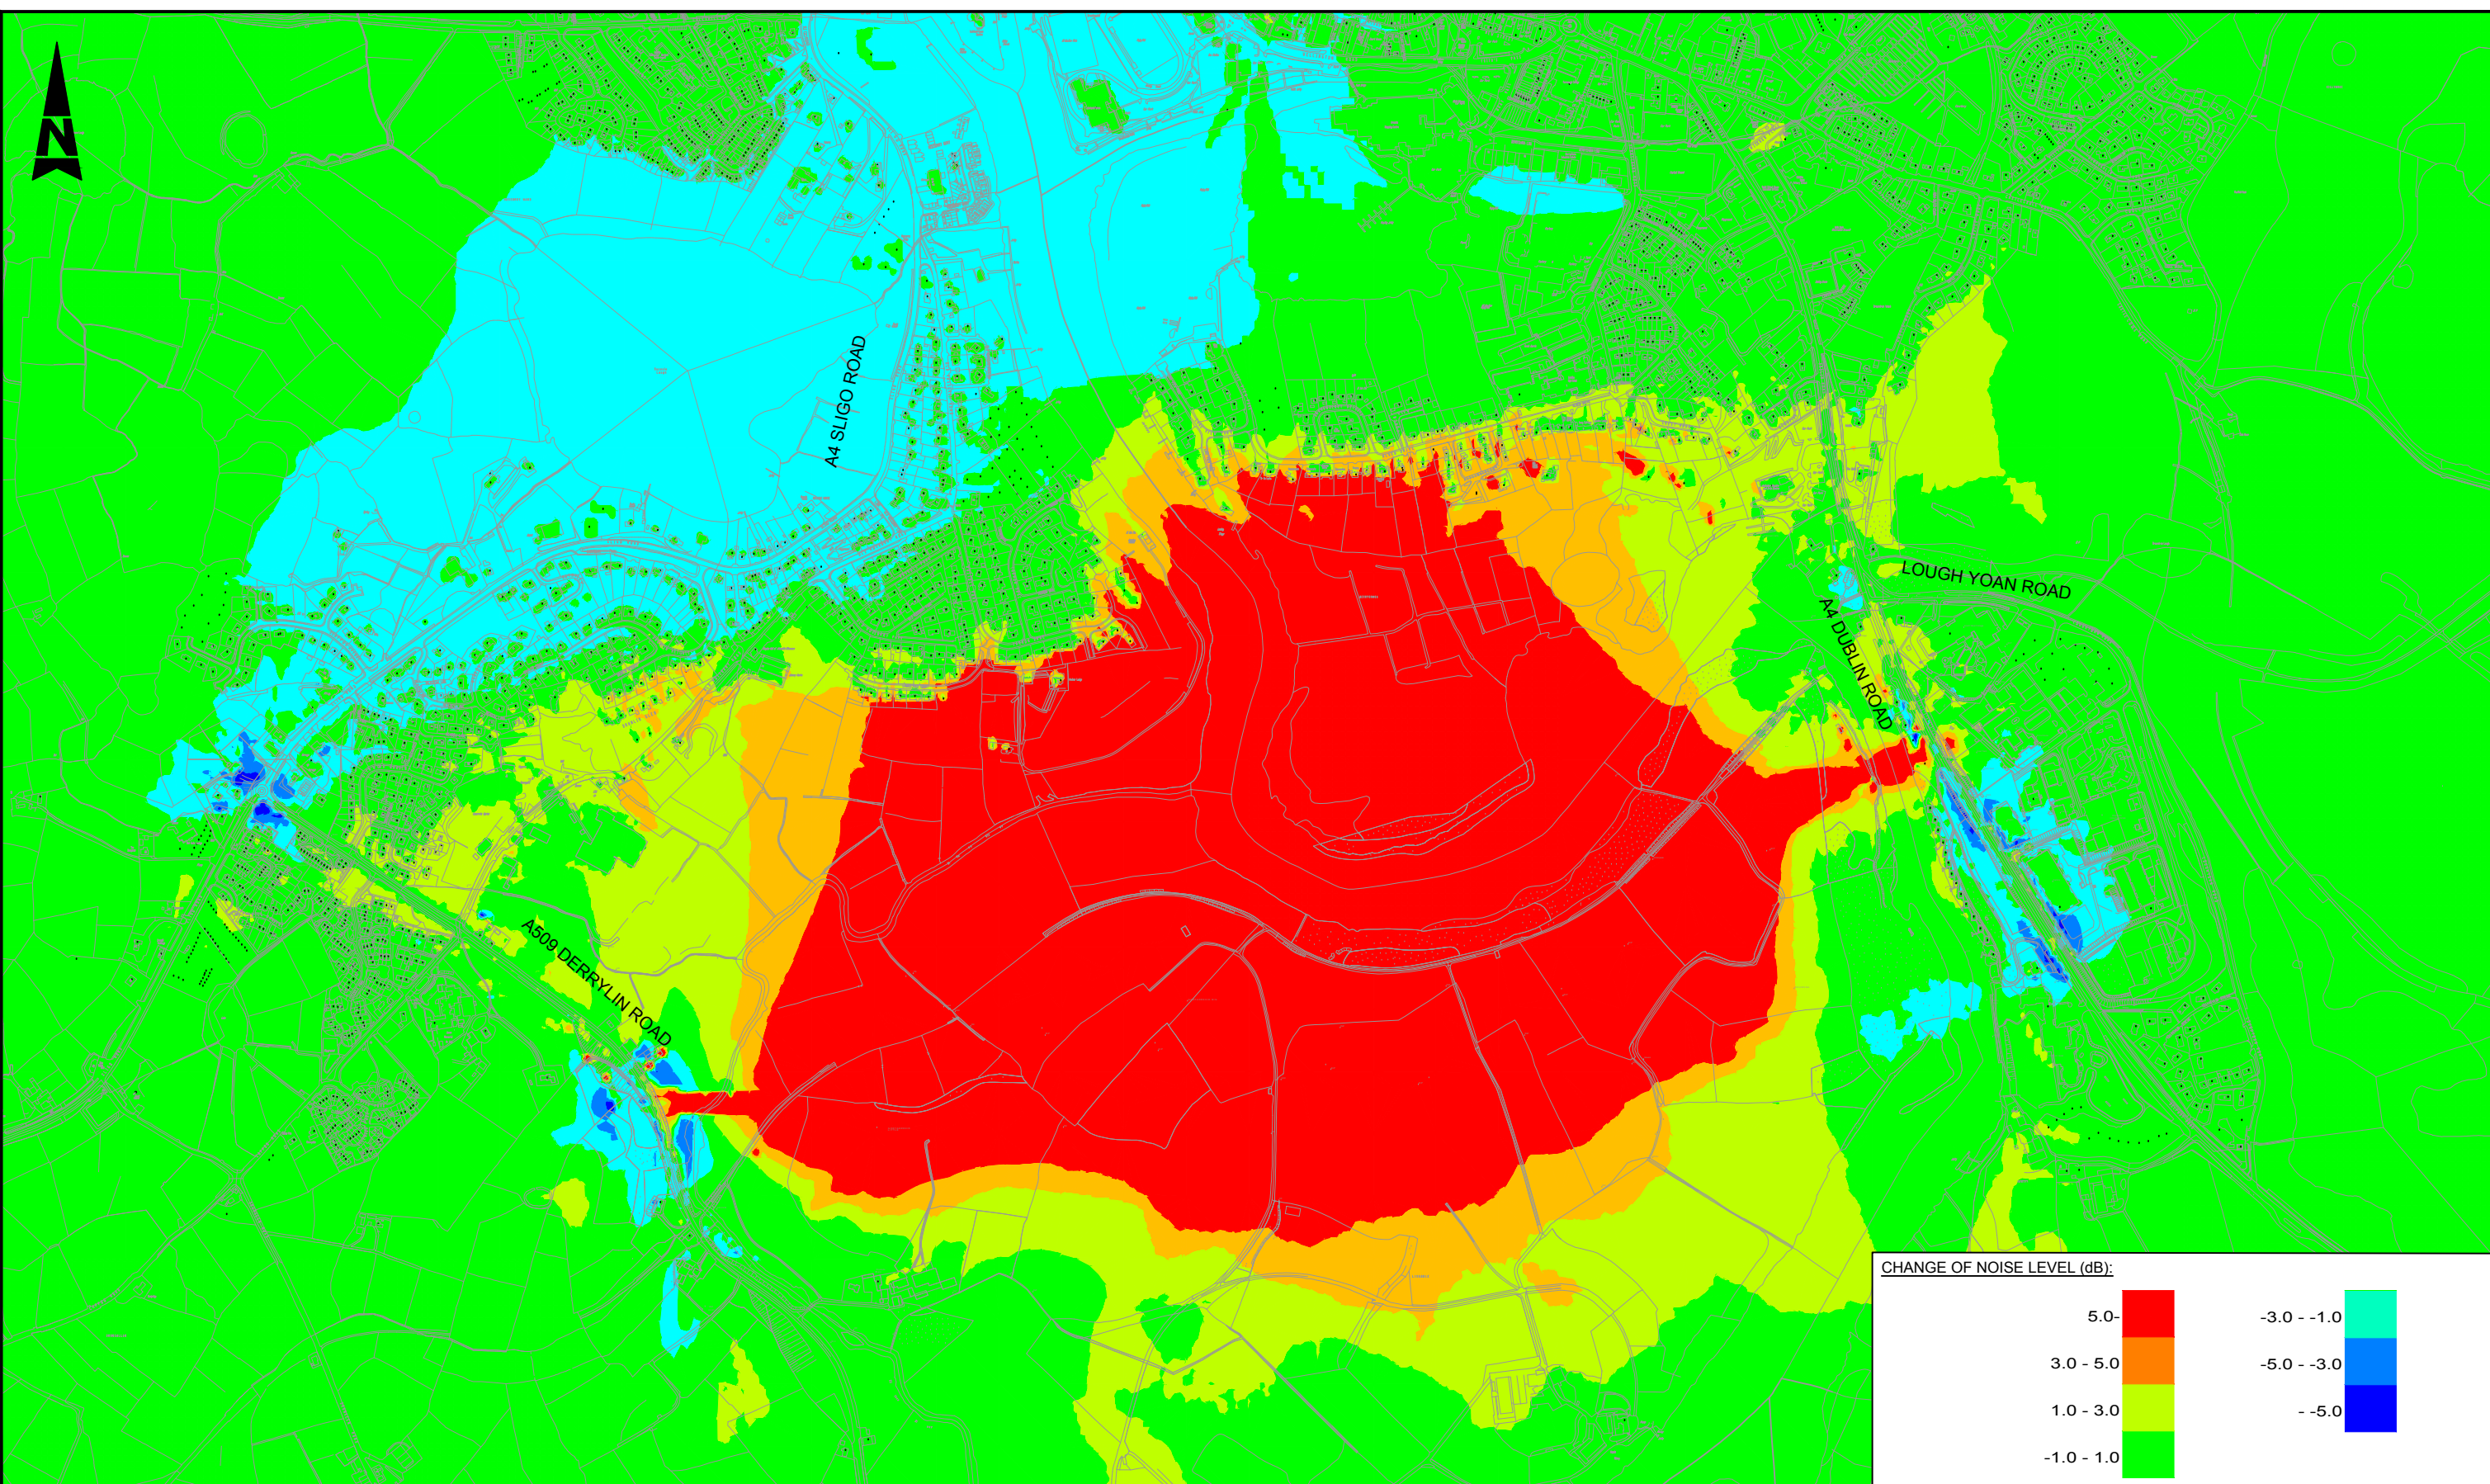 N
A4 SLIGO ROAD
LOUGH YOAN ROAD
A4 DUBLIN ROAD
A509 DERRYLIN ROAD
CHANGE OF NOISE LEVEL (dB):
5.0-
3.0 - 5.0
1.0 - 3.0
-1.0 - 1.0
-3.0 - -1.0
-5.0 - -3.0
- -5.0